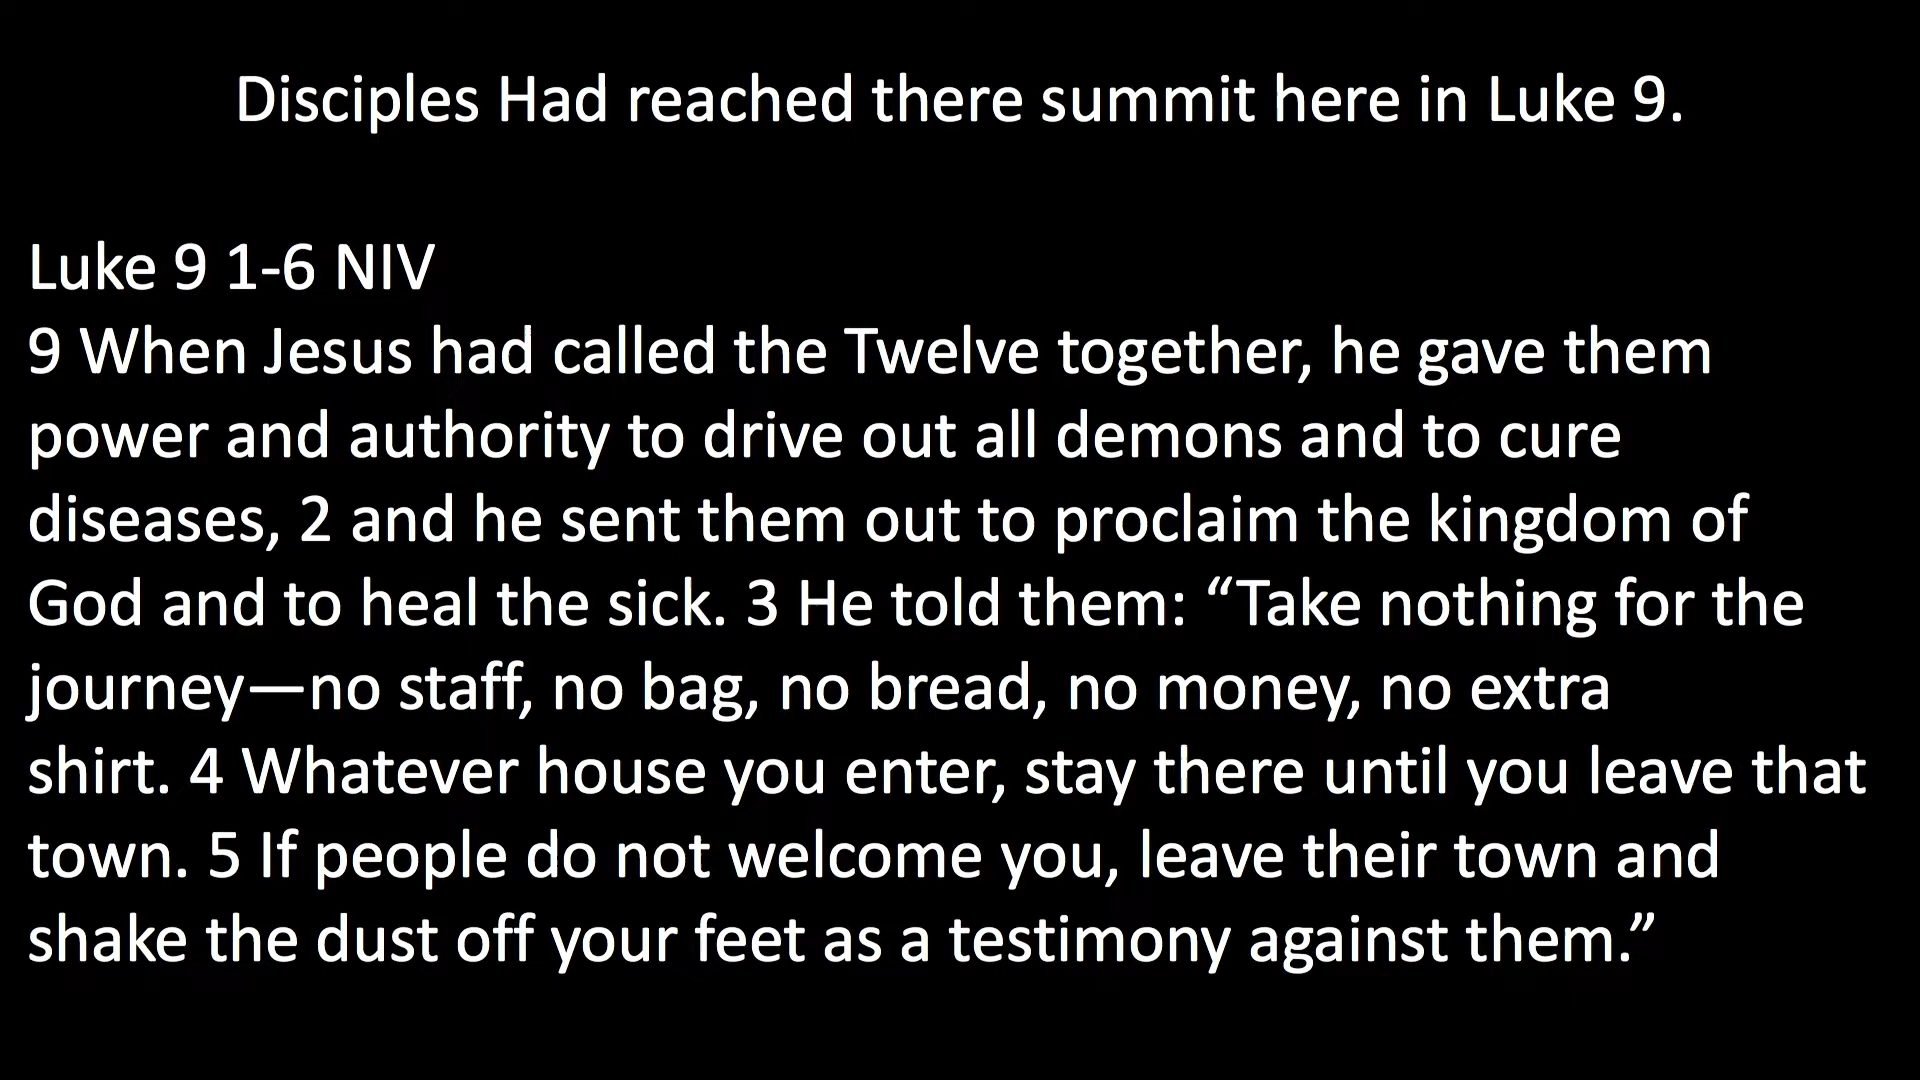 Disciples Had reached there summit here in Luke 9.
Luke 9 1-6 NIV
9 When Jesus had called the Twelve together, he gave them
power and authority to drive out all demons and to cure
diseases, 2 and he sent them out to proclaim the kingdom of
God and to heal the sick. 3 He told them: “Take nothing for the
journey—no staff, no bag, no bread, no money, no extra
shirt. 4 Whatever house you enter, stay there until you leave that
town. 5 If people do not welcome you, leave their town and
shake the dust off your feet as a testimony against them.”